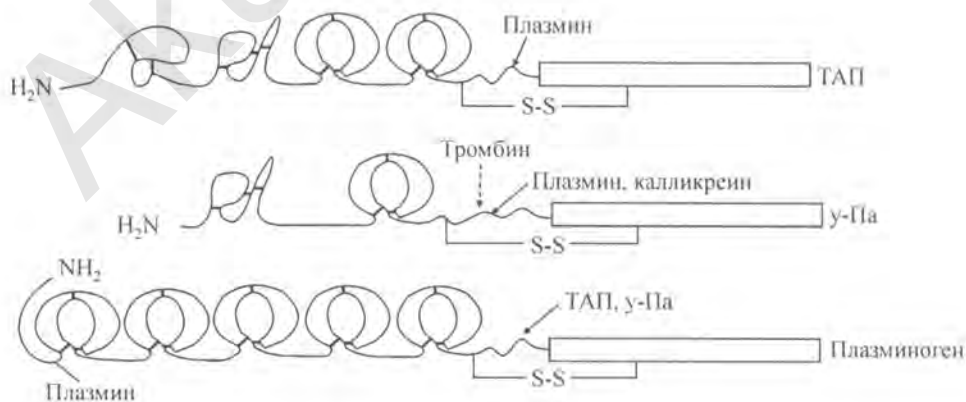 Плазмин
H₂N
ТАП
S-S
Тромбин
Плазмин, калликреин
H₂N
у-Па
S-S
NH₂
ТАП, у-Па
Плазминоген
S-S
Плазмин